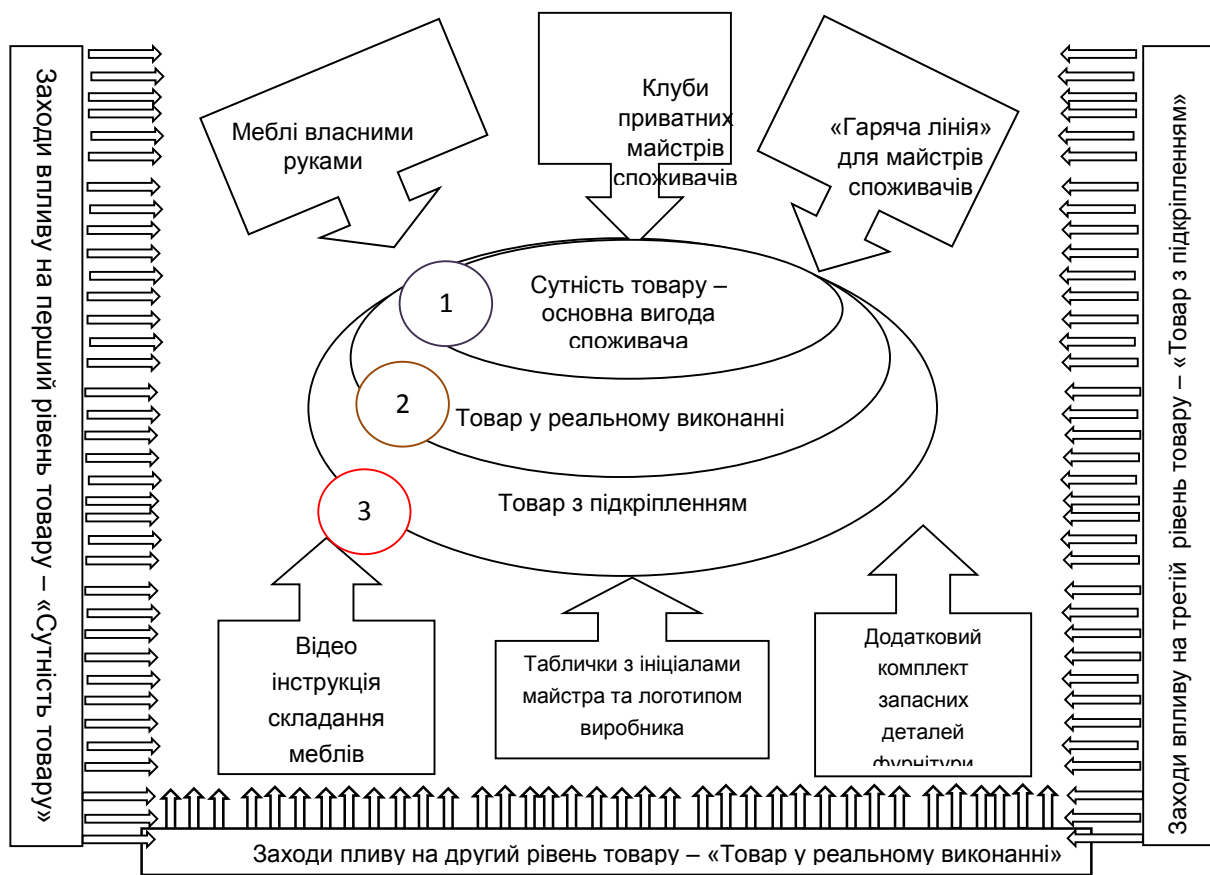 Заходи впливу на перший рівень товару – «Сутність товару»
Меблі власними
руками
Клуби
приватних
майстрів
споживачів
«Гаряча лінія»
для майстрів
споживачів
1
Сутність товару –
основна вигода
споживача
2
Товар у реальному виконанні
3
Товар з підкріпленням
Відео
інструкція
складання
меблів
Таблички з ініціалами
майстра та логотипом
виробника
Додатковий
комплект
запасних
деталей
фурнітури
Заходи впливу на третій рівень товару – «Товар з підкріпленням»
Заходи пливу на другий рівень товару – «Товар у реальному виконанні»